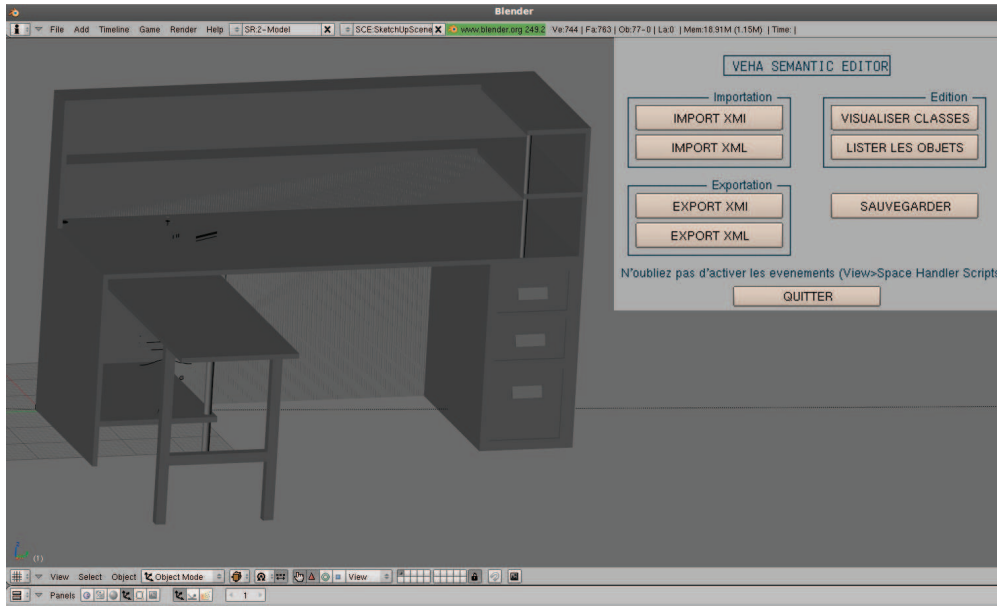 Blender
File Add Timeline Game Render Help SR:2-Model X SCE:SketchUpScene X www.blender.org 249.2 Ve:744 | Fa:763 | Ob:77-0 | La:0 | Mem:18.91M (1.15M) | Time: |
VEHA SEMANTIC EDITOR
Importation Edition
IMPORT XMI VISUALISER CLASSES
IMPORT XML LISTER LES OBJETS
Exportation
EXPORT XMI SAUVEGARDER
EXPORT XML
N'oubliez pas d'activer les evenements (View>Space Handler Scripts
QUITTER
(1)
View Select Object Object Mode View
Panels 1